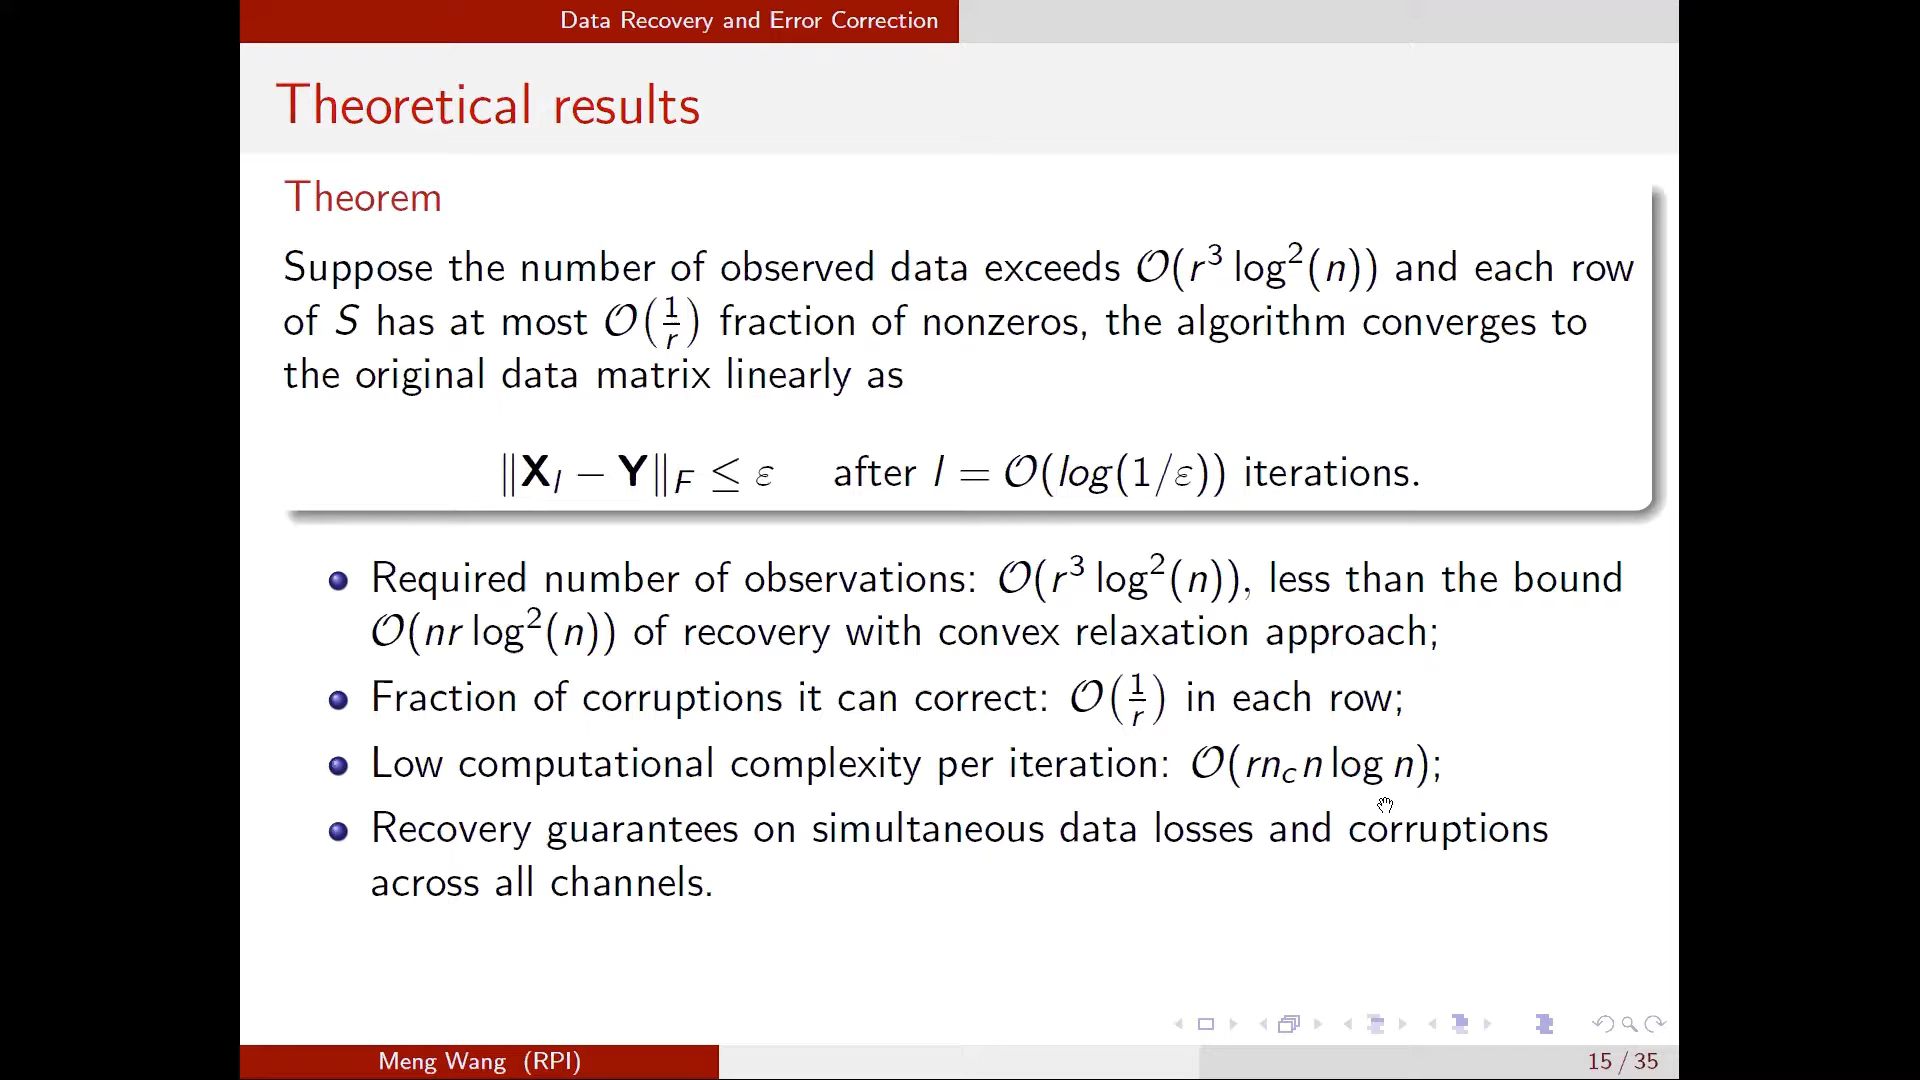 Data Recovery and Error Correction
Theoretical results
Theorem
Suppose the number of observed data exceeds 𝒪(r³ log²(n)) and each row
of S has at most 𝒪(1/r) fraction of nonzeros, the algorithm converges to
the original data matrix linearly as
‖X_l − Y‖_F ≤ ε after l = 𝒪(log(1/ε)) iterations.
Required number of observations: 𝒪(r³ log²(n)), less than the bound
𝒪(nr log²(n)) of recovery with convex relaxation approach;
Fraction of corruptions it can correct: 𝒪(1/r) in each row;
Low computational complexity per iteration: 𝒪(rn_c n log n);
Recovery guarantees on simultaneous data losses and corruptions
across all channels.
Meng Wang (RPI)
15 / 35